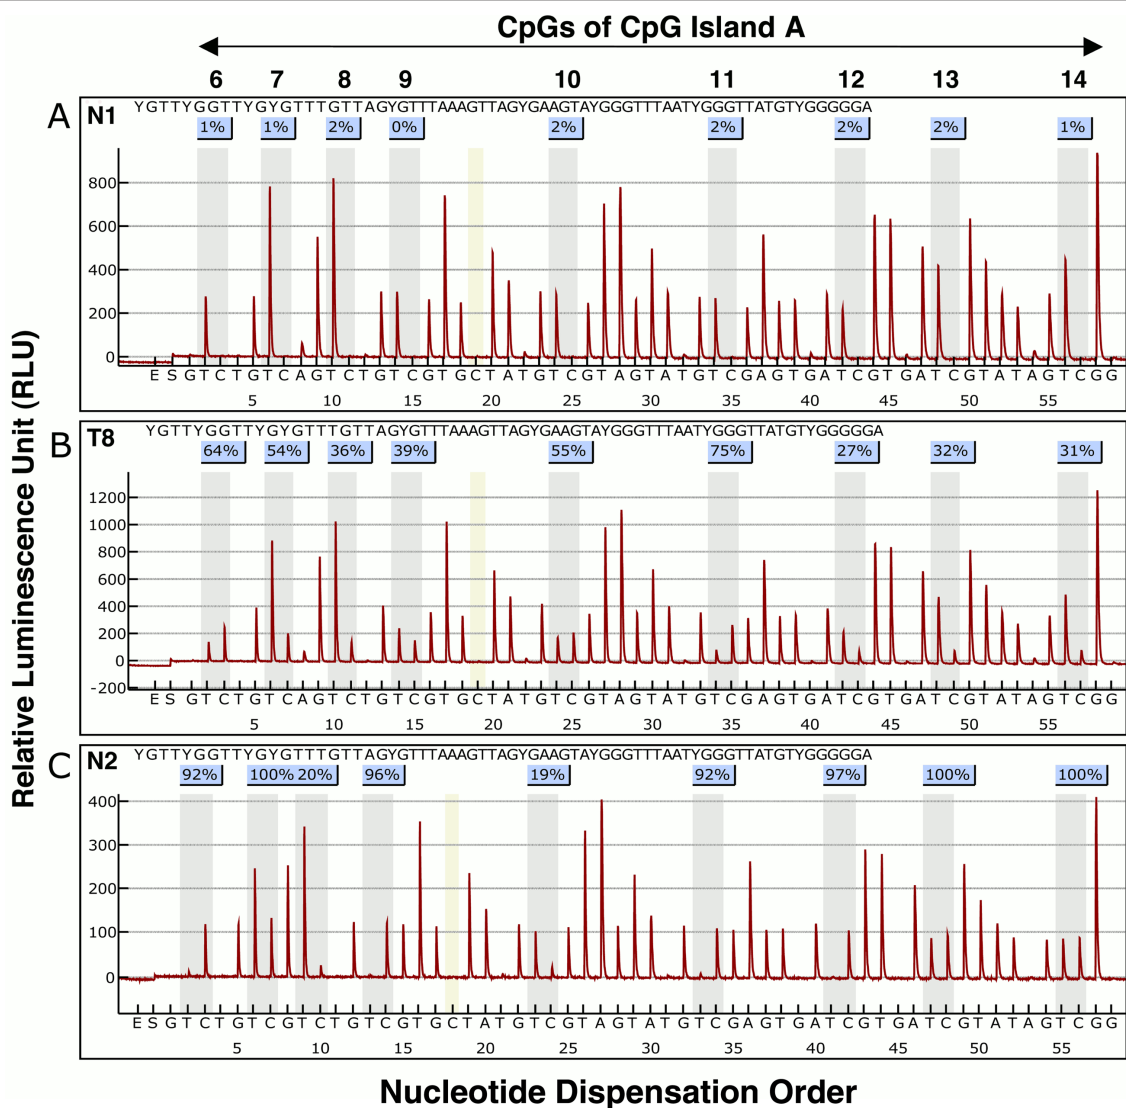 CpGs of CpG Island A
6 7 8 9 10 11 12 13 14
A N1 YGTTYGGTTYGYGTTTGTTAGYGTTTAAAGTTAGYGAAGTAYGGGTTTAATYGGGTTATGTYGGGGGA
1% 1% 2% 0% 2% 2% 2% 2% 1%
800
600
400
200
0
E S G T C T G T C A G T C T G T C G T G C T A T G T C G T A G T A T G T C G A G T G A T C G T G A T C G T A T A G T C G G
5 10 15 20 25 30 35 40 45 50 55
B T8 YGTTYGGTTYGYGTTTGTTAGYGTTTAAAGTTAGYGAAGTAYGGGTTTAATYGGGTTATGTYGGGGGA
64% 54% 36% 39% 55% 75% 27% 32% 31%
1200
1000
800
600
400
200
0
-200
E S G T C T G T C A G T C T G T C G T G C T A T G T C G T A G T A T G T C G A G T G A T C G T G A T C G T A T A G T C G G
5 10 15 20 25 30 35 40 45 50 55
C N2 YGTTYGGTTYGYGTTTGTTAGYGTTTAAAGTTAGYGAAGTAYGGGTTTAATYGGGTTATGTYGGGGGA
92% 100% 20% 96% 19% 92% 97% 100% 100%
400
300
200
100
0
E S G T C T G T C G T C T G T C G T G C T A T G T C G T A G T A T G T C G A G T G A T C G T G A T C G T A T A G T C G G
5 10 15 20 25 30 35 40 45 50 55
Relative Luminescence Unit (RLU)
Nucleotide Dispensation Order